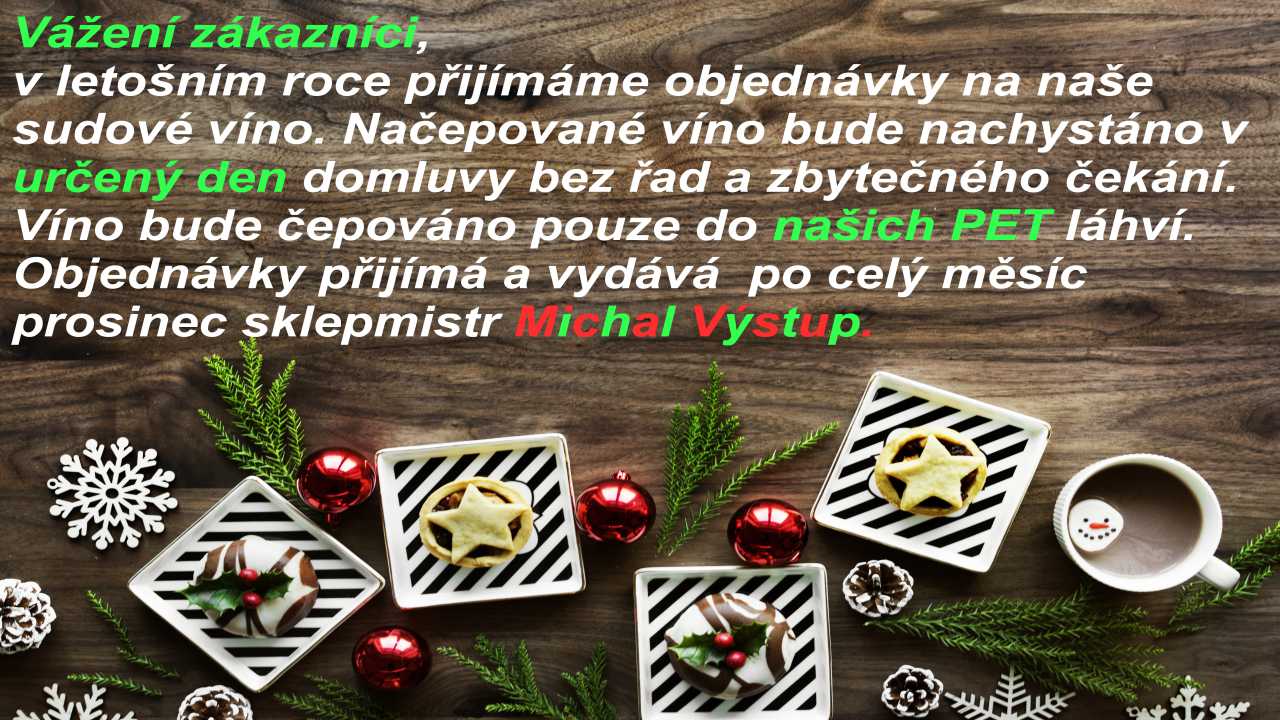 Vážení zákazníci,
v letošním roce přijímáme objednávky na naše
sudové víno. Načepované víno bude nachystáno v
určený den domluvy bez řad a zbytečného čekání.
Víno bude čepováno pouze do našich PET láhví.
Objednávky přijímá a vydává  po celý měsíc
prosinec sklepmistr Michal Výstup.